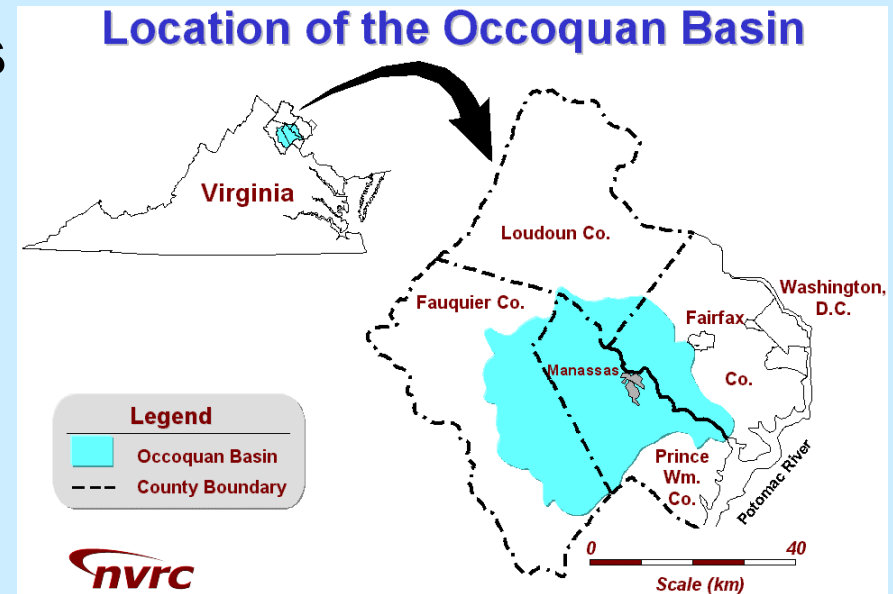 Location of the Occoquan Basin
s
Virginia
Loudoun Co.
Fauquier Co.
Washington,
D.C.
Fairfax
Co.
Manassas
Prince
Wm.
Co.
Potomac River
Legend
Occoquan Basin
County Boundary
nvrc
0 40
Scale (km)